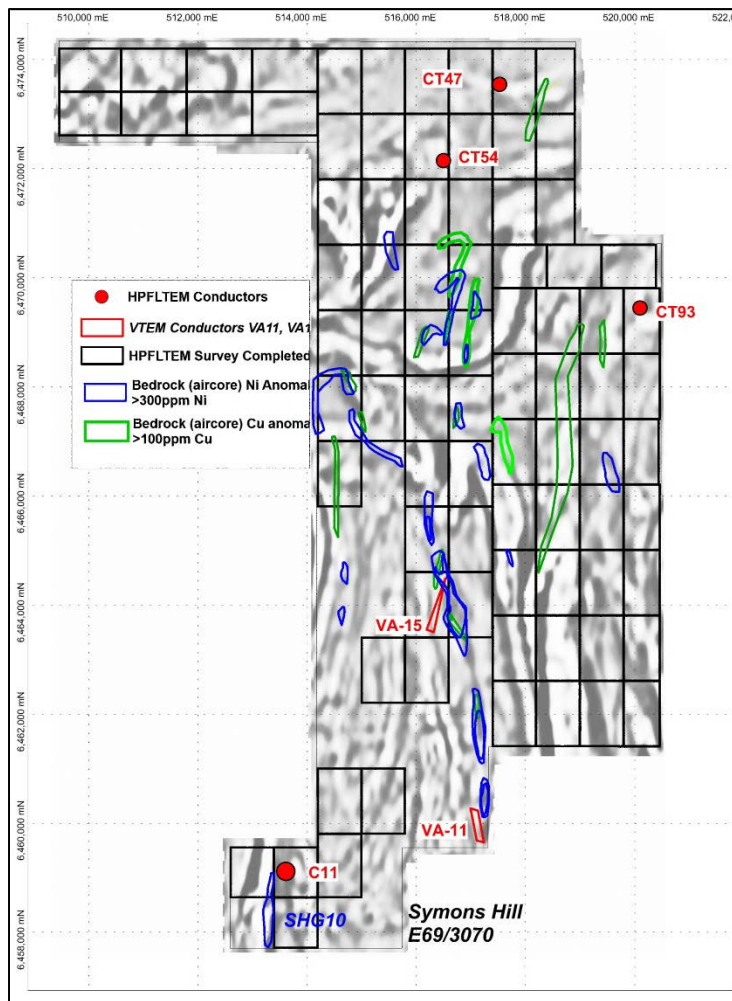 510,000 mE
512,000 mE
514,000 mE
516,000 mE
518,000 mE
520,000 mE
522,0
6,474,000 mN
6,472,000 mN
6,470,000 mN
6,468,000 mN
6,466,000 mN
6,464,000 mN
6,462,000 mN
6,460,000 mN
6,458,000 mN
CT47
CT54
CT93
HPFLTEM Conductors
VTEM Conductors VA11, VA1
HPFLTEM Survey Completed
Bedrock (aircore) Ni Anoma
>300ppm Ni
Bedrock (aircore) Cu anoma
>100ppm Cu
VA-15
VA-11
C11
SHG10
Symons Hill
E69/3070